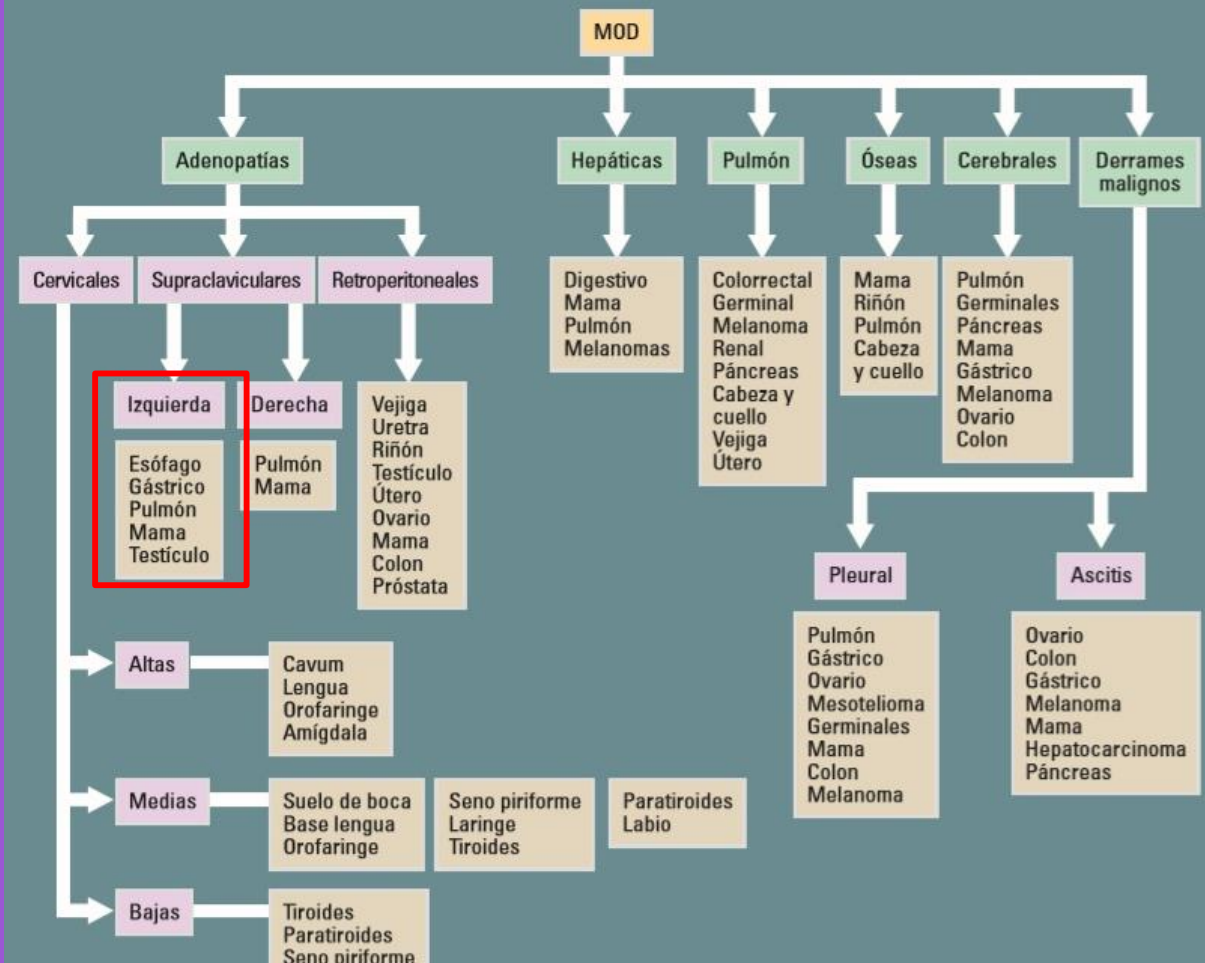 MOD
Adenopatías
Hepáticas
Pulmón
Óseas
Cerebrales
Derrames
malignos
Cervicales
Supraclaviculares
Retroperitoneales
Izquierda
Esófago
Gástrico
Pulmón
Mama
Testículo
Derecha
Pulmón
Mama
Vejiga
Uretra
Riñón
Testículo
Útero
Ovario
Mama
Colon
Próstata
Digestivo
Mama
Pulmón
Melanomas
Colorrectal
Germinal
Melanoma
Renal
Páncreas
Cabeza y
cuello
Vejiga
Útero
Mama
Riñón
Pulmón
Cabeza
y cuello
Pulmón
Germinales
Páncreas
Mama
Gástrico
Melanoma
Ovario
Colon
Pleural
Pulmón
Gástrico
Ovario
Mesotelioma
Germinales
Mama
Colon
Melanoma
Ascitis
Ovario
Colon
Gástrico
Melanoma
Mama
Hepatocarcinoma
Páncreas
Altas
Cavum
Lengua
Orofaringe
Amígdala
Medias
Suelo de boca
Base lengua
Orofaringe
Seno piriforme
Laringe
Tiroides
Paratiroides
Labio
Bajas
Tiroides
Paratiroides
Seno piriforme